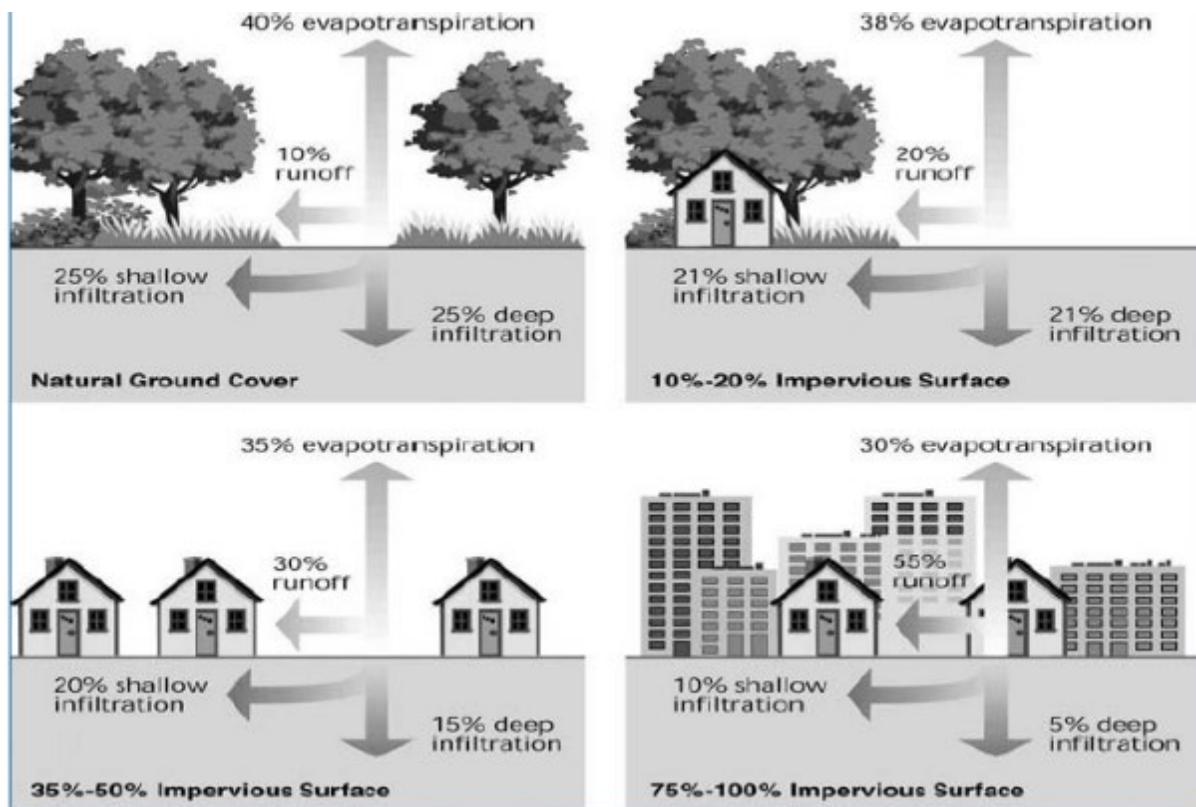 40% evapotranspiration
10%
runoff
25% shallow
infiltration
25% deep
infiltration
Natural Ground Cover
38% evapotranspiration
20%
runoff
21% shallow
infiltration
21% deep
infiltration
10%-20% Impervious Surface
35% evapotranspiration
30%
runoff
20% shallow
infiltration
15% deep
infiltration
35%-50% Impervious Surface
30% evapotranspiration
55%
runoff
10% shallow
infiltration
5% deep
infiltration
75%-100% Impervious Surface